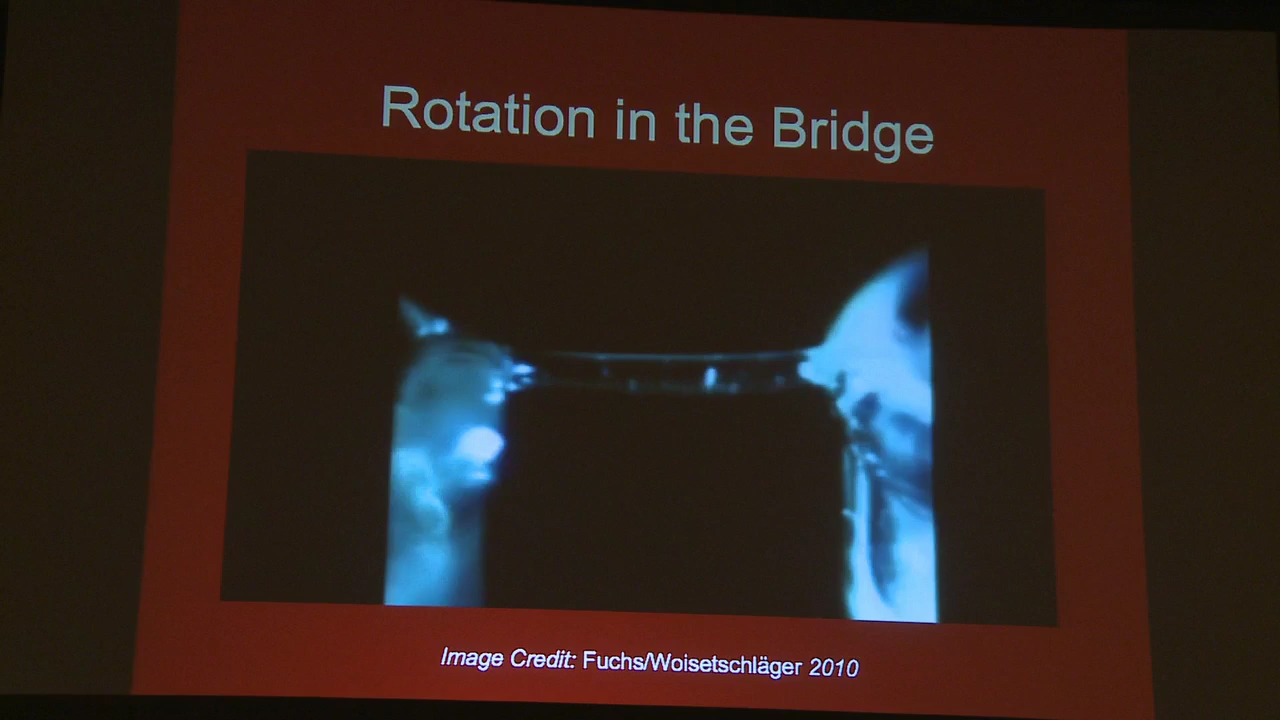 Rotation in the Bridge
Image Credit: Fuchs/Woisetschläger 2010